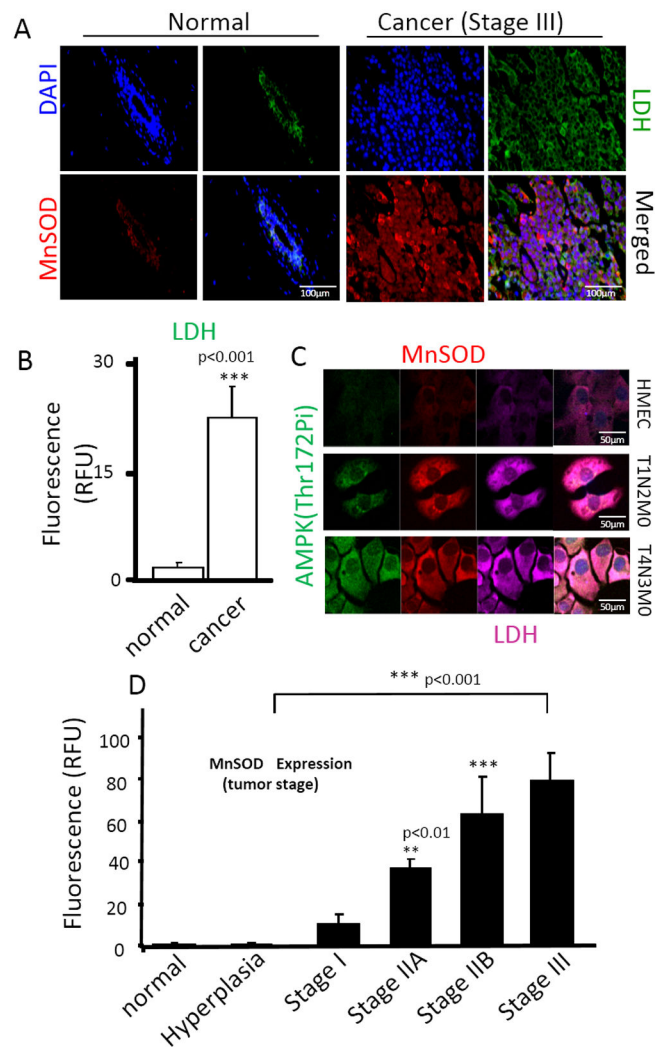 A
Normal
Cancer (Stage III)
DAPI
LDH
MnSOD
Merged
100μm
100μm
B
LDH
30
p<0.001
***
15
0
Fluorescence
(RFU)
normal
cancer
C
MnSOD
AMPK(Thr172Pi)
HMEC
50μm
T1N2M0
50μm
T4N3M0
50μm
LDH
D
*** p<0.001
Fluorescence (RFU)
MnSOD Expression
(tumor stage)
80
60
40
20
0
p<0.01
**
***
normal
Hyperplasia
Stage I
Stage IIA
Stage IIB
Stage III